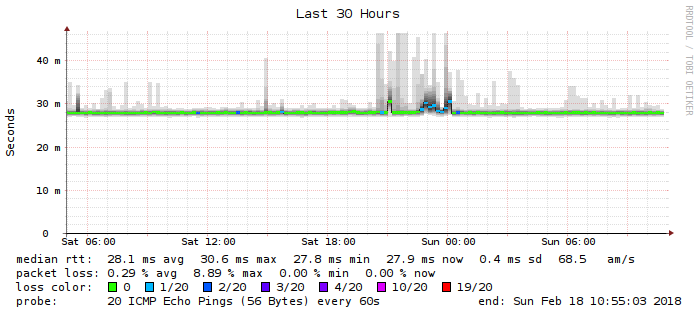 Last 30 Hours
RRDTOOL / TOBI OETIKER
Seconds
40 m
30 m
20 m
10 m
0
Sat 06:00 Sat 12:00 Sat 18:00 Sun 00:00 Sun 06:00
median rtt: 28.1 ms avg 30.6 ms max 27.8 ms min 27.9 ms now 0.4 ms sd 68.5 am/s
packet loss: 0.29 % avg 8.89 % max 0.00 % min 0.00 % now
loss color: 0 1/20 2/20 3/20 4/20 10/20 19/20
probe: 20 ICMP Echo Pings (56 Bytes) every 60s end: Sun Feb 18 10:55:03 2018